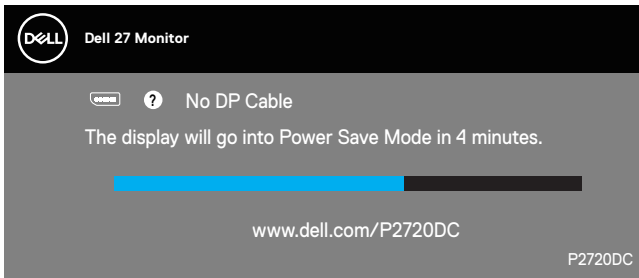 DELL
Dell 27 Monitor
? No DP Cable
The display will go into Power Save Mode in 4 minutes.
www.dell.com/P2720DC
P2720DC